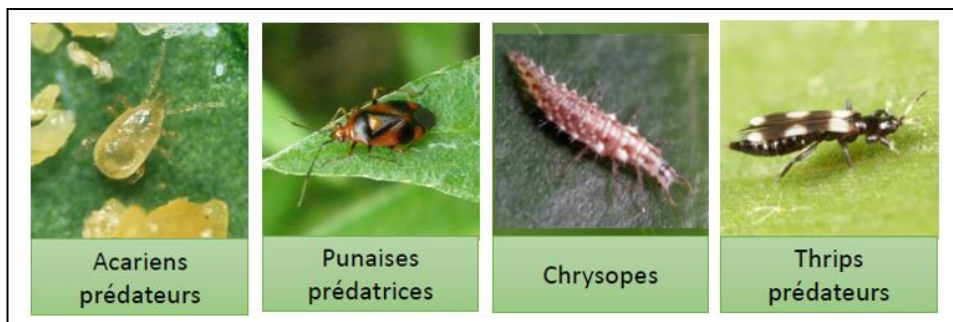 Acariens
prédateurs
Punaises
prédatrices
Chrysopes
Thrips
prédateurs